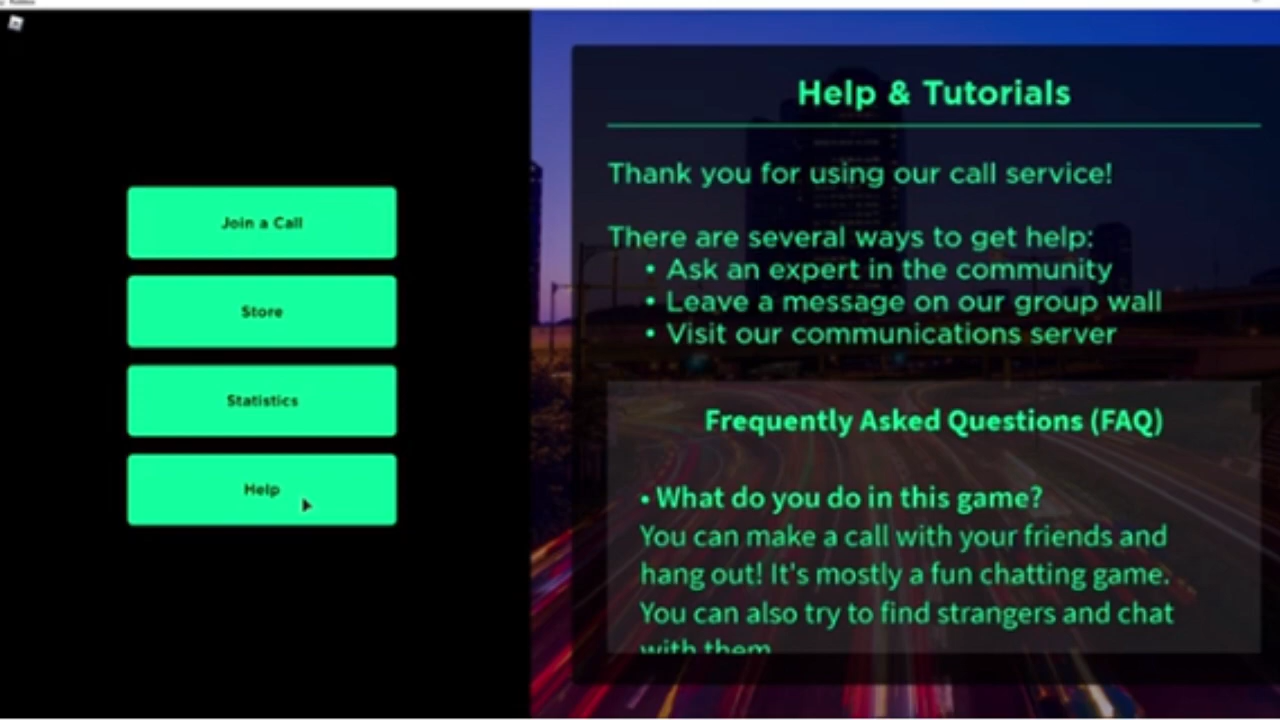 Join a Call
Store
Statistics
Help
Help & Tutorials
Thank you for using our call service!
There are several ways to get help:
• Ask an expert in the community
• Leave a message on our group wall
• Visit our communications server
Frequently Asked Questions (FAQ)
• What do you do in this game?
You can make a call with your friends and
hang out! It's mostly a fun chatting game.
You can also try to find strangers and chat
with them